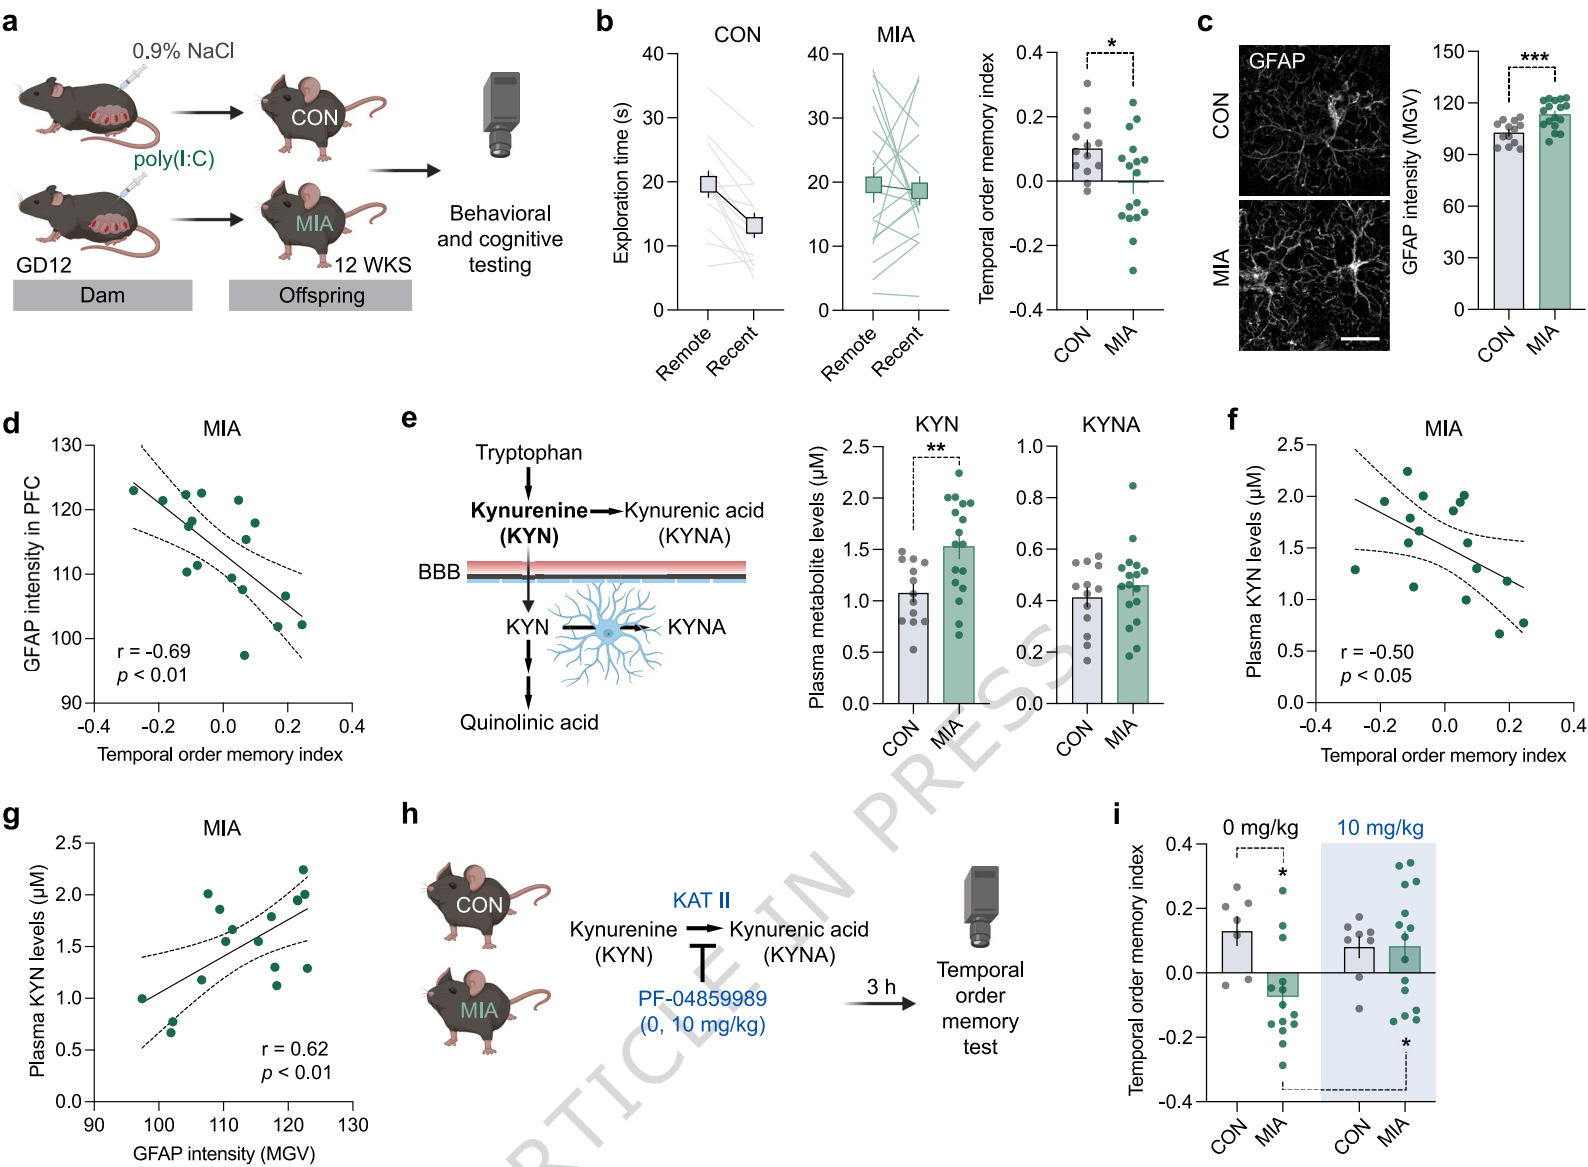 a
0.9% NaCl
CON
poly(I:C)
MIA
GD12
12 WKS
Dam
Offspring
Behavioral
and cognitive
testing
b
CON
MIA
Exploration time (s)
40
30
20
10
0
Remote
Recent
40
30
20
10
0
Remote
Recent
Temporal order memory index
0.4
0.2
0.0
-0.2
-0.4
*
CON
MIA
c
GFAP
CON
MIA
GFAP intensity (MGV)
150
120
90
60
30
0
***
CON
MIA
d
MIA
GFAP intensity in PFC
130
120
110
100
90
r = -0.69
p < 0.01
-0.4 -0.2 0.0 0.2 0.4
Temporal order memory index
e
Tryptophan
Kynurenine Kynurenic acid
(KYN) (KYNA)
BBB
KYN KYNA
Quinolinic acid
Plasma metabolite levels (μM)
KYN
2.5
2.0
1.5
1.0
0.5
0.0
**
CON
MIA
KYNA
1.0
0.8
0.6
0.4
0.2
0.0
CON
MIA
f
MIA
Plasma KYN levels (μM)
2.5
2.0
1.5
1.0
0.5
0.0
r = -0.50
p < 0.05
-0.4 -0.2 0.0 0.2 0.4
Temporal order memory index
g
MIA
Plasma KYN levels (μM)
2.5
2.0
1.5
1.0
0.5
0.0
r = 0.62
p < 0.01
90 100 110 120 130
GFAP intensity (MGV)
h
CON
MIA
KAT II
Kynurenine Kynurenic acid
(KYN) (KYNA)
PF-04859989
(0, 10 mg/kg)
3 h
Temporal
order
memory
test
i
0 mg/kg 10 mg/kg
Temporal order memory index
0.4
0.2
0.0
-0.2
-0.4
*
*
CON
MIA
CON
MIA
RTICLE IN PRESS